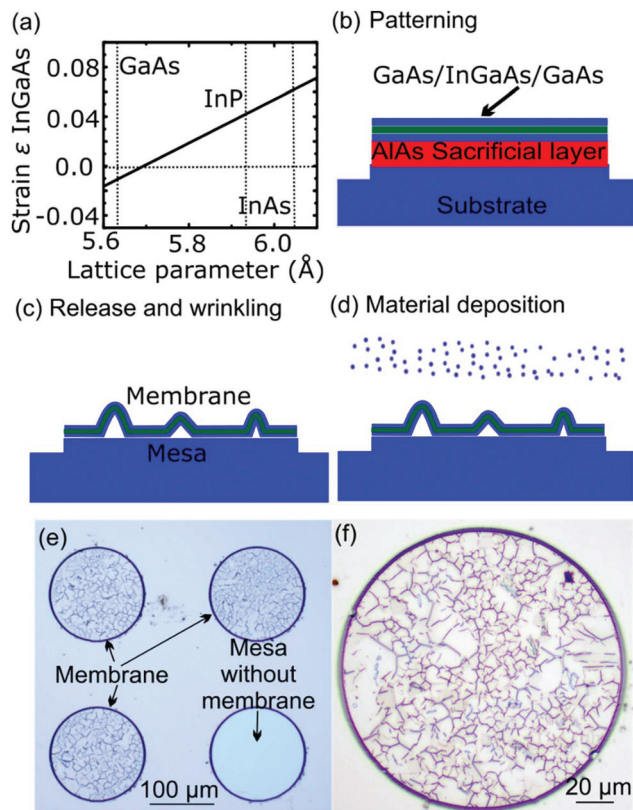 (a)
Strain ε InGaAs
0.08
0.04
0.0
-0.04
GaAs
InP
InAs
5.6
5.8
6.0
Lattice parameter (Å)
(b) Patterning
GaAs/InGaAs/GaAs
AlAs Sacrificial layer
Substrate
(c) Release and wrinkling
Membrane
Mesa
(d) Material deposition
(e)
Membrane
Mesa
without
membrane
100 µm
(f)
20 µm